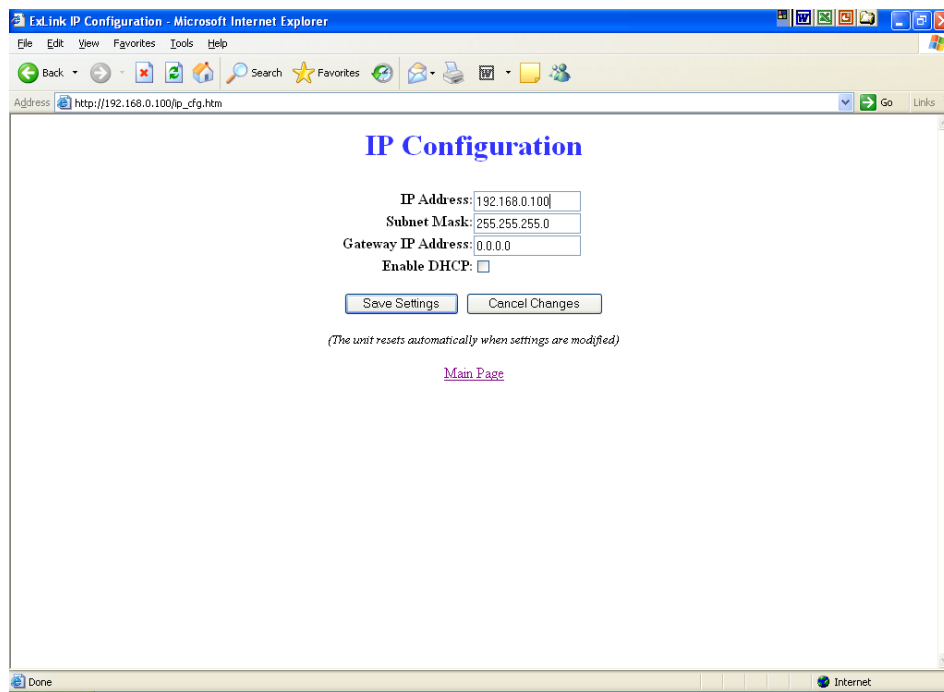 ExLink IP Configuration - Microsoft Internet Explorer
File Edit View Favorites Tools Help
Back Search Favorites
Address http://192.168.0.100/ip_cfg.htm Go Links
IP Configuration
IP Address: 192.168.0.100
Subnet Mask: 255.255.255.0
Gateway IP Address: 0.0.0.0
Enable DHCP:
Save Settings Cancel Changes
(The unit resets automatically when settings are modified)
Main Page
Done Internet